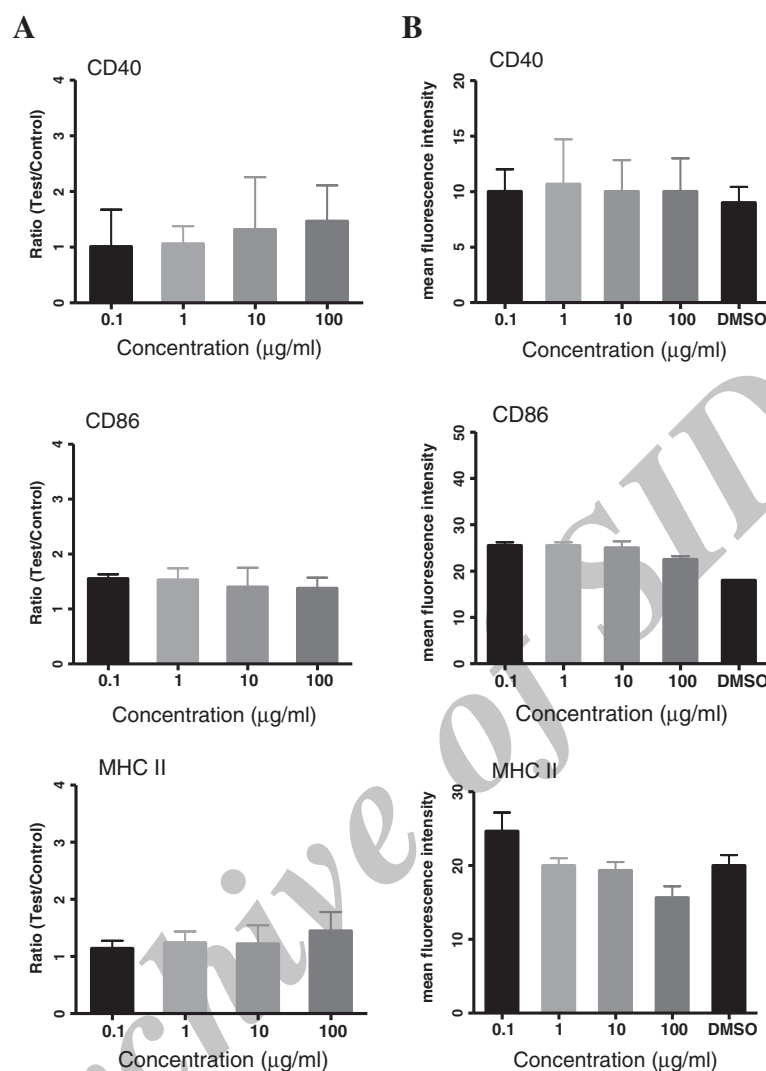 A
B
CD40
4
3
2
1
0
Ratio (Test/Control)
0.1 1 10 100
Concentration (μg/ml)
CD40
20
15
10
5
0
mean fluorescence intensity
0.1 1 10 100 DMSO
Concentration (μg/ml)
CD86
4
3
2
1
0
Ratio (Test/Control)
0.1 1 10 100
Concentration (μg/ml)
CD86
50
40
30
20
10
0
mean fluorescence intensity
0.1 1 10 100 DMSO
Concentration (μg/ml)
MHC II
4
3
2
1
0
Ratio (Test/Control)
0.1 1 10 100
Concentration (μg/ml)
MHC II
30
20
10
0
mean fluorescence intensity
0.1 1 10 100 DMSO
Concentration (μg/ml)
chive of SID